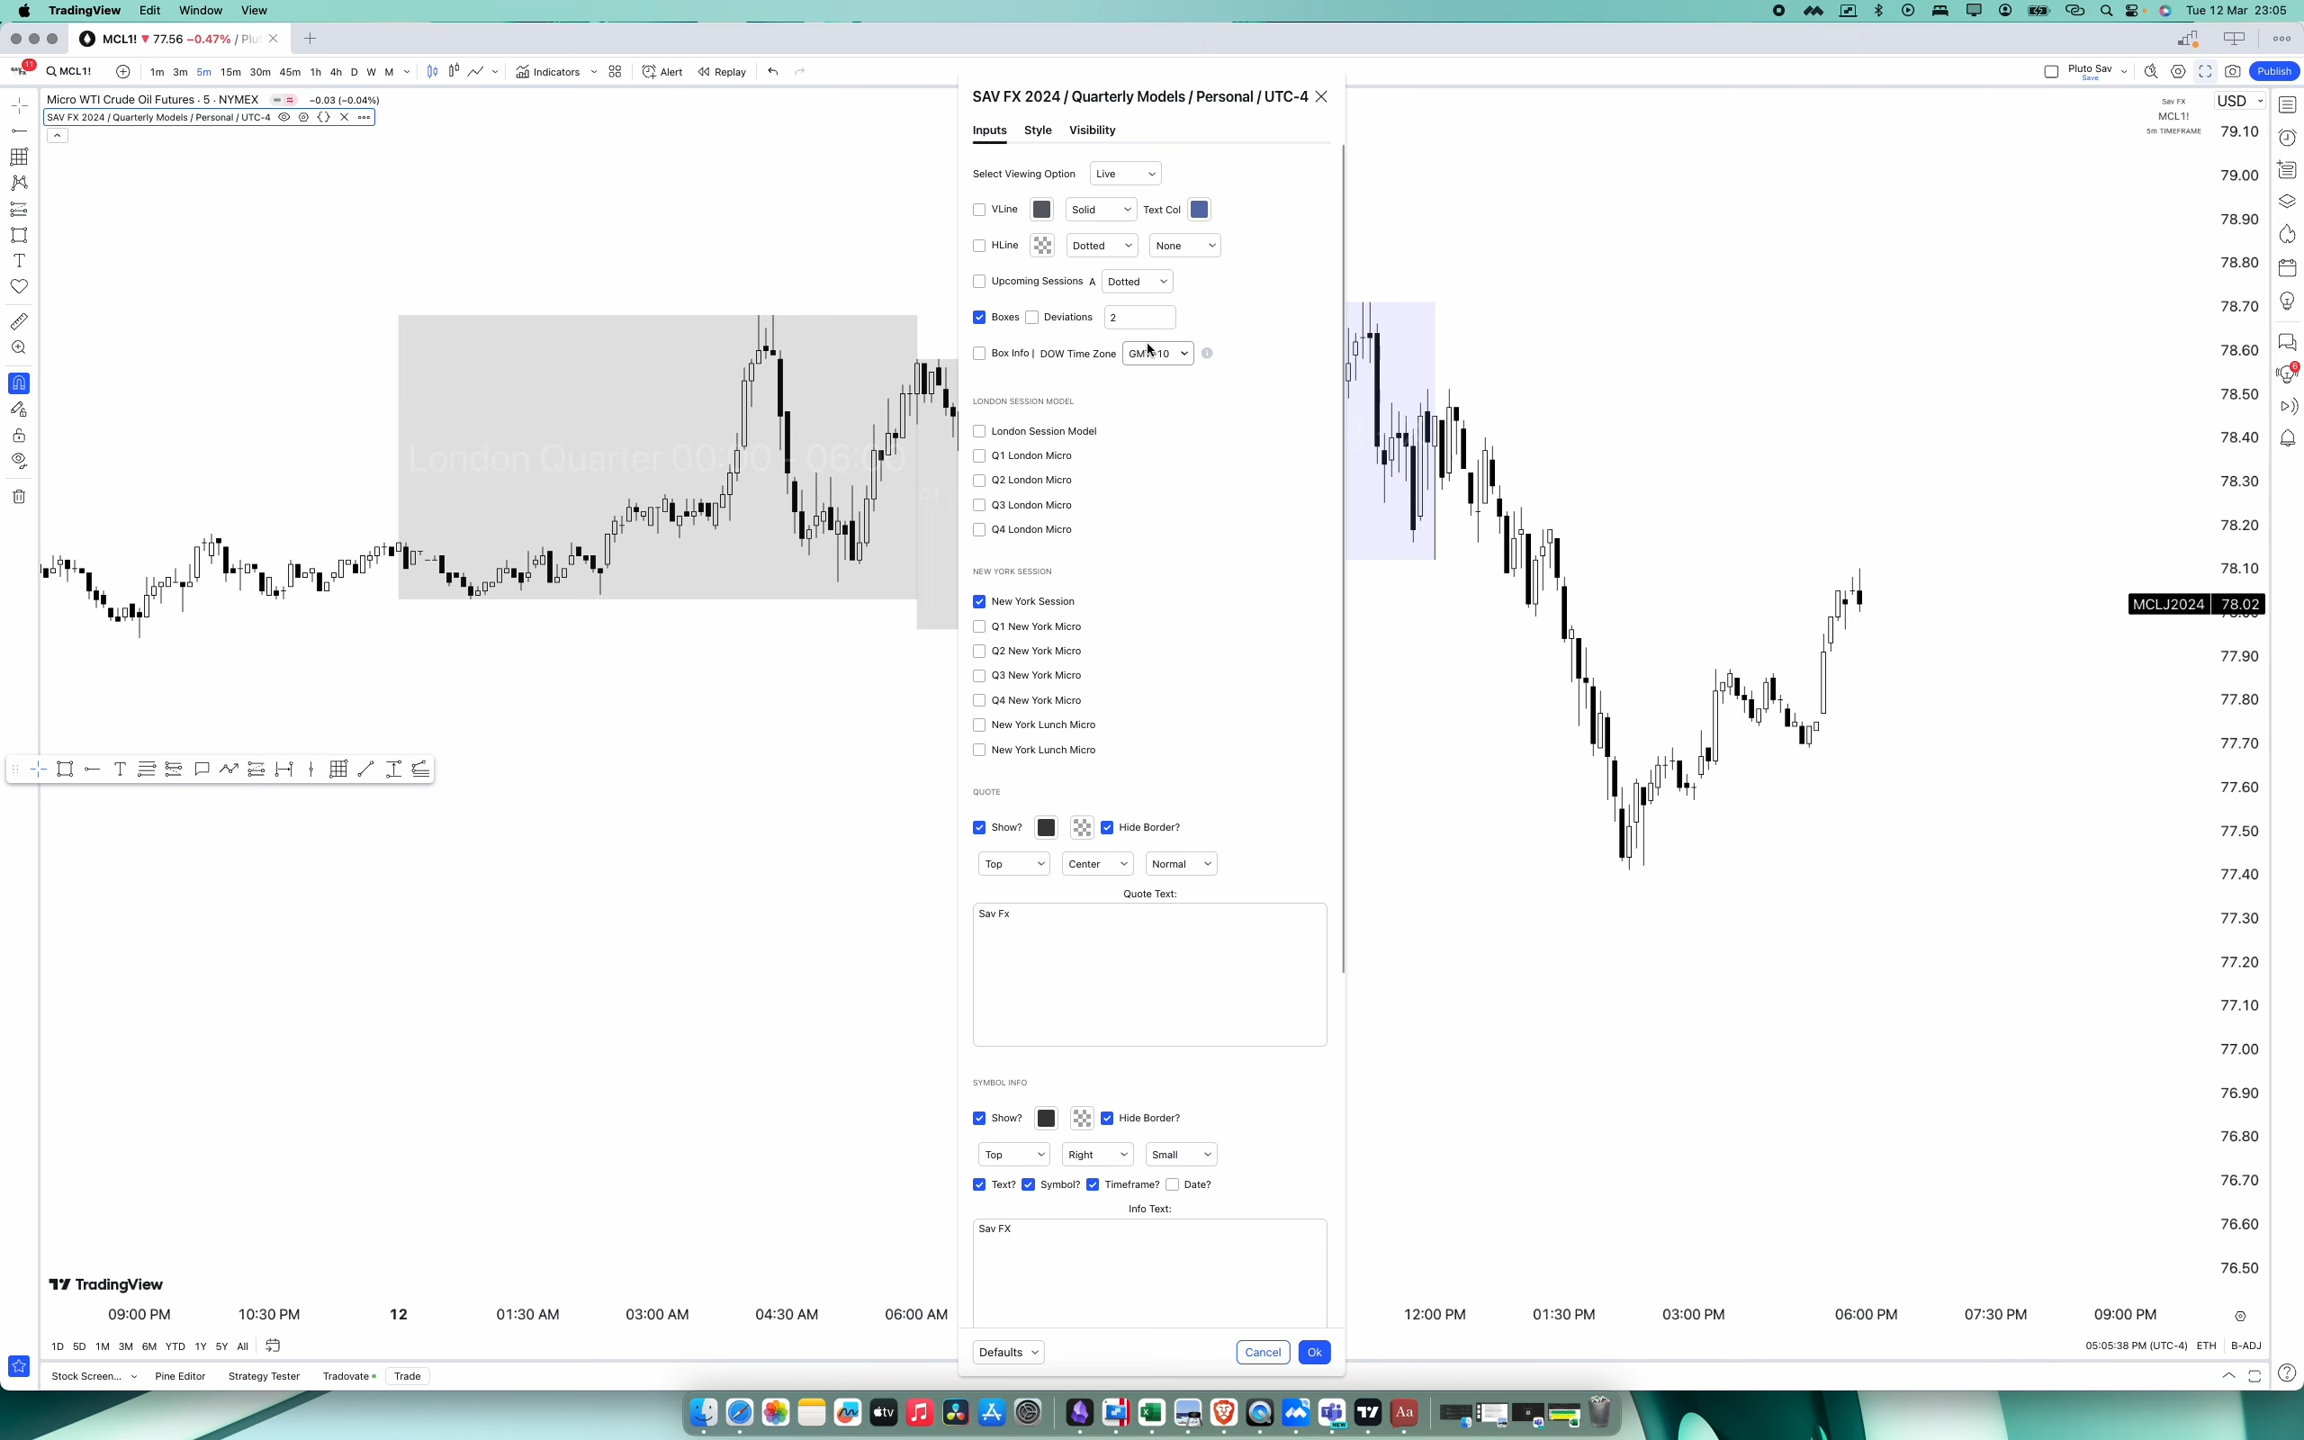 TradingView Edit Window View
Tue 12 Mar 23:05
MCL1! ▼ 77.56 −0.47% / Plut
11
MCL1! 1m 3m 5m 15m 30m 45m 1h 4h D W M Indicators Alert Replay
Pluto Sav Save Publish
Micro WTI Crude Oil Futures · 5 · NYMEX −0.03 (−0.04%)
SAV FX 2024 / Quarterly Models / Personal / UTC-4
Sav FX
MCL1!
5m TIMEFRAME
USD
79.10
79.00
78.90
78.80
78.70
78.60
78.50
78.40
78.30
78.20
78.10
MCLJ2024 78.02
77.90
77.80
77.70
77.60
77.50
77.40
77.30
77.20
77.10
77.00
76.90
76.80
76.70
76.60
76.50
6
London Quarter 00:00 - 06:00
Q1
SAV FX 2024 / Quarterly Models / Personal / UTC-4
Inputs Style Visibility
Select Viewing Option Live
VLine Solid Text Col
HLine Dotted None
Upcoming Sessions A Dotted
Boxes Deviations 2
Box Info | DOW Time Zone
LONDON SESSION MODEL
London Session Model
Q1 London Micro
Q2 London Micro
Q3 London Micro
Q4 London Micro
NEW YORK SESSION
New York Session
Q1 New York Micro
Q2 New York Micro
Q3 New York Micro
Q4 New York Micro
New York Lunch Micro
New York Lunch Micro
QUOTE
Show? Hide Border?
Top Center Normal
Quote Text:
Sav Fx
SYMBOL INFO
Show? Hide Border?
Top Right Small
Text? Symbol? Timeframe? Date?
Info Text:
Sav FX
Defaults Cancel Ok
TradingView
09:00 PM 10:30 PM 12 01:30 AM 03:00 AM 04:30 AM 06:00 AM 12:00 PM 01:30 PM 03:00 PM 06:00 PM 07:30 PM 09:00 PM
1D 5D 1M 3M 6M YTD 1Y 5Y All
05:05:38 PM (UTC-4) ETH B-ADJ
Stock Screen... Pine Editor Strategy Tester Tradovate Trade
tv
NEW
Aa